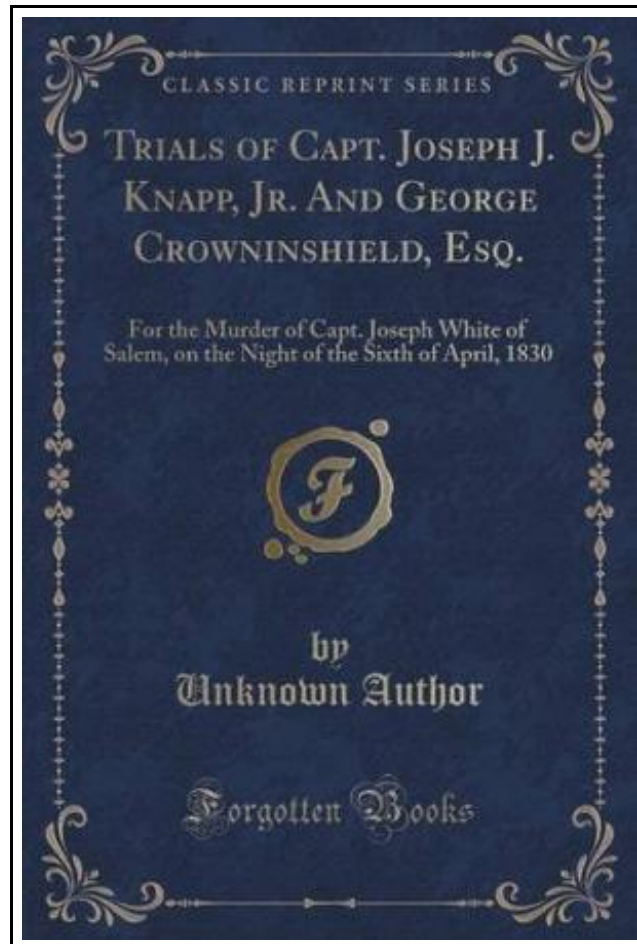 CLASSIC REPRINT SERIES
TRIALS OF CAPT. JOSEPH J.
KNAPP, JR. AND GEORGE
CROWNINSHIELD, ESQ.
For the Murder of Capt. Joseph White of
Salem, on the Night of the Sixth of April, 1830
F
by
Unknown Author
Forgotten Books